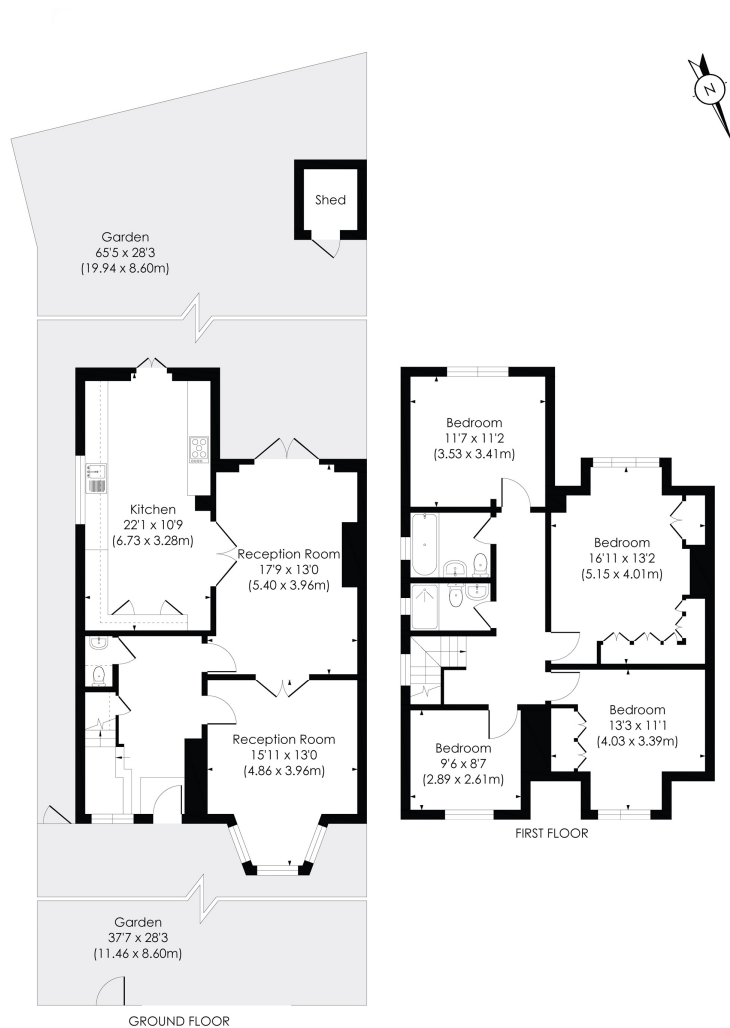 N
Shed
Garden
65'5 x 28'3
(19.94 x 8.60m)
Kitchen
22'1 x 10'9
(6.73 x 3.28m)
Reception Room
17'9 x 13'0
(5.40 x 3.96m)
Reception Room
15'11 x 13'0
(4.86 x 3.96m)
Garden
37'7 x 28'3
(11.46 x 8.60m)
GROUND FLOOR
Bedroom
11'7 x 11'2
(3.53 x 3.41m)
Bedroom
16'11 x 13'2
(5.15 x 4.01m)
Bedroom
13'3 x 11'1
(4.03 x 3.39m)
Bedroom
9'6 x 8'7
(2.89 x 2.61m)
FIRST FLOOR